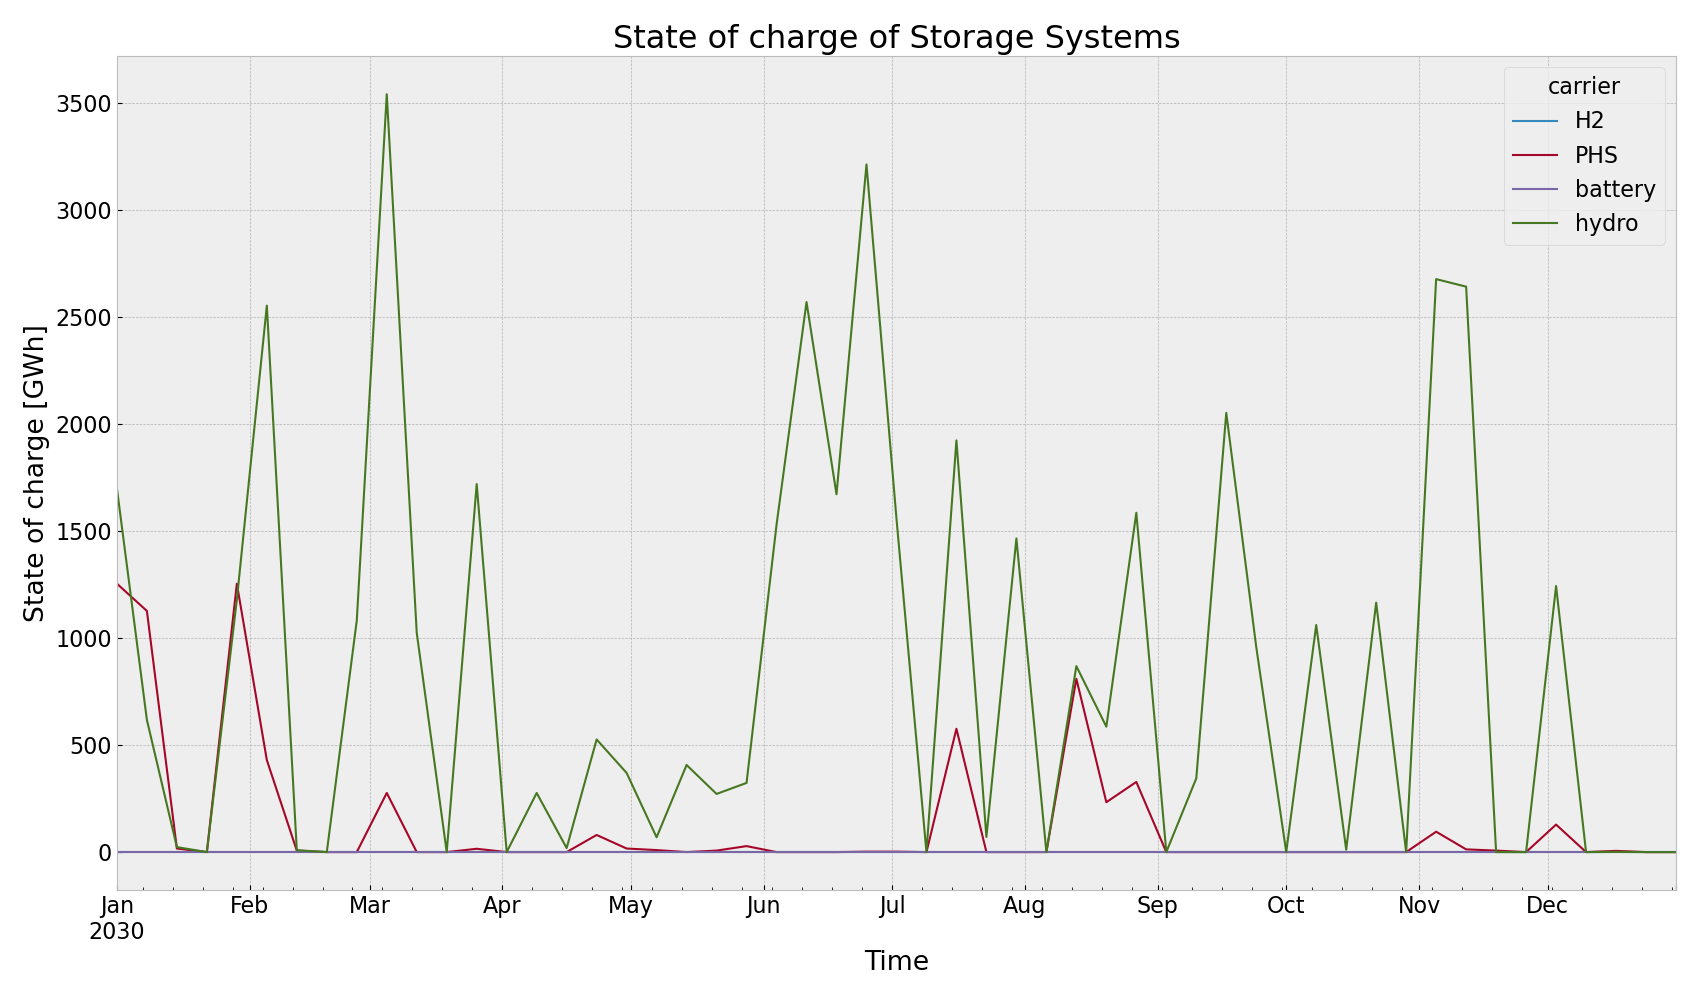 State of charge of Storage Systems
carrier
H2
PHS
battery
hydro
State of charge [GWh]
3500
3000
2500
2000
1500
1000
500
0
Jan Feb Mar Apr May Jun Jul Aug Sep Oct Nov Dec
2030
Time